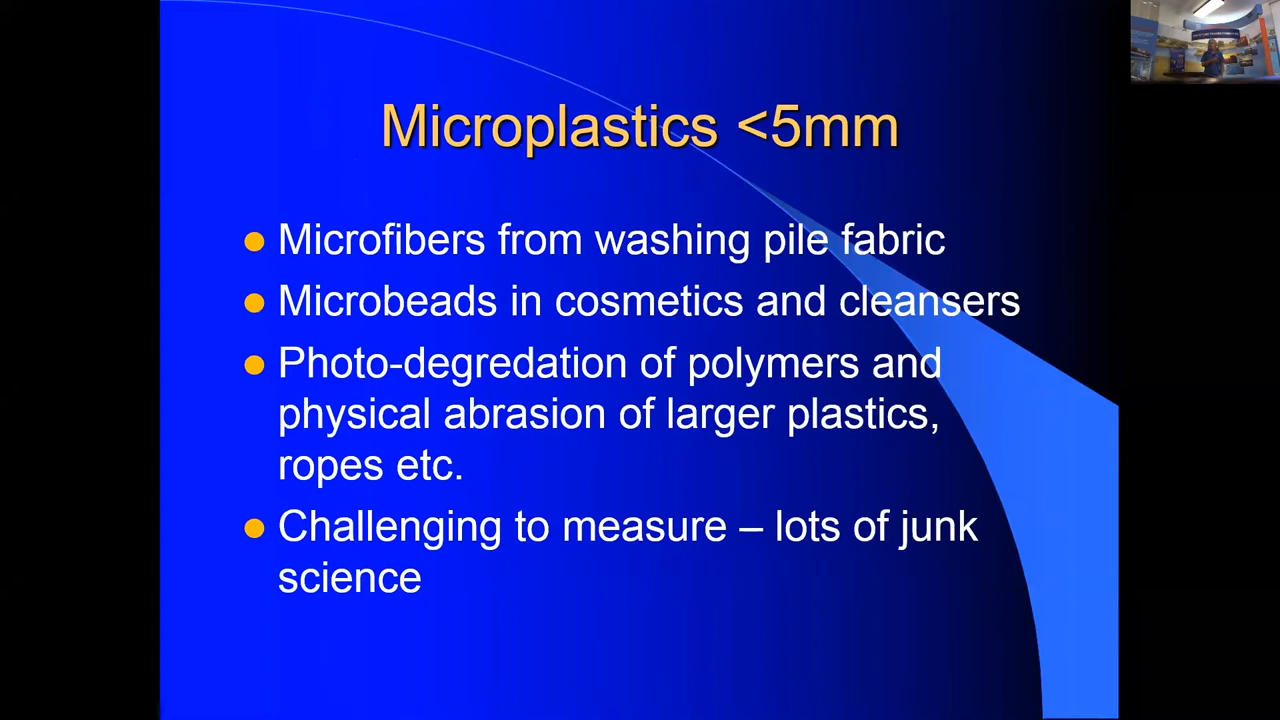 Microplastics <5mm
Microfibers from washing pile fabric
Microbeads in cosmetics and cleansers
Photo-degredation of polymers and
physical abrasion of larger plastics,
ropes etc.
Challenging to measure – lots of junk
science